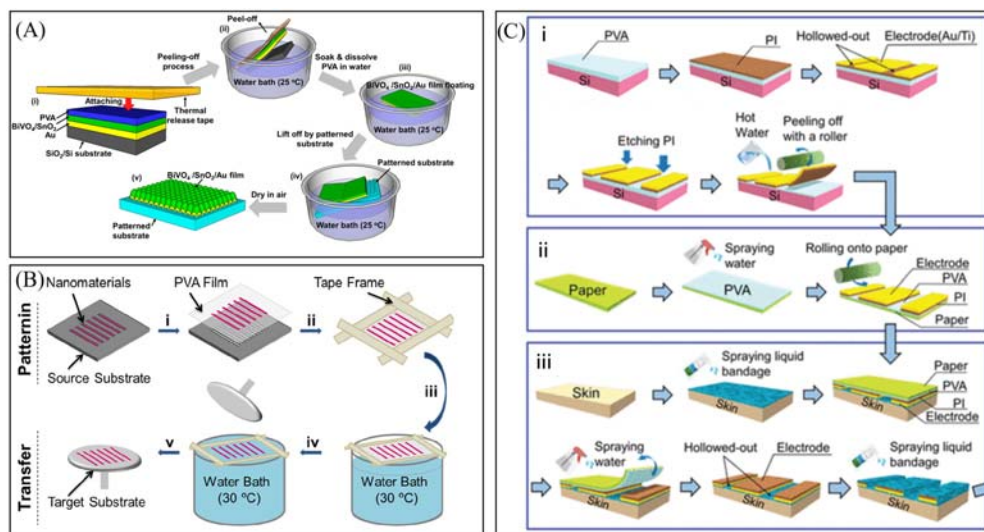 (A)
Peel-off
(ii)
Peeling-off
process
Water bath (25 °C)
Soak & dissolve
PVA in water
(iii)
BiVO4 /SnO2/Au film floating
Water bath (25 °C)
(i)
Attaching
Thermal
release tape
PVA
BiVO4/SnO2
Au
SiO2/Si substrate
Lift off by patterned
substrate
Patterned substrate
(iv)
Water bath (25 °C)
Dry in air
(v)
BiVO4 /SnO2/Au film
Patterned
substrate
(B)
Nanomaterials
PVA Film
Tape Frame
Patternin
i
ii
Source Substrate
iii
Transfer
v
iv
Target Substrate
Water Bath
(30 °C)
Water Bath
(30 °C)
(C)
i
PVA
PI
Hollowed-out
Electrode(Au/Ti)
Si
Si
Si
Etching PI
Hot
Water
Peeling off
with a roller
Si
Si
ii
Spraying
water
Rolling onto paper
Electrode
PVA
PI
Paper
Paper
PVA
iii
Spraying liquid
bandage
Paper
PVA
PI
Electrode
Skin
Skin
Skin
Spraying
water
Hollowed-out
Electrode
Spraying liquid
bandage
Skin
Skin
Skin